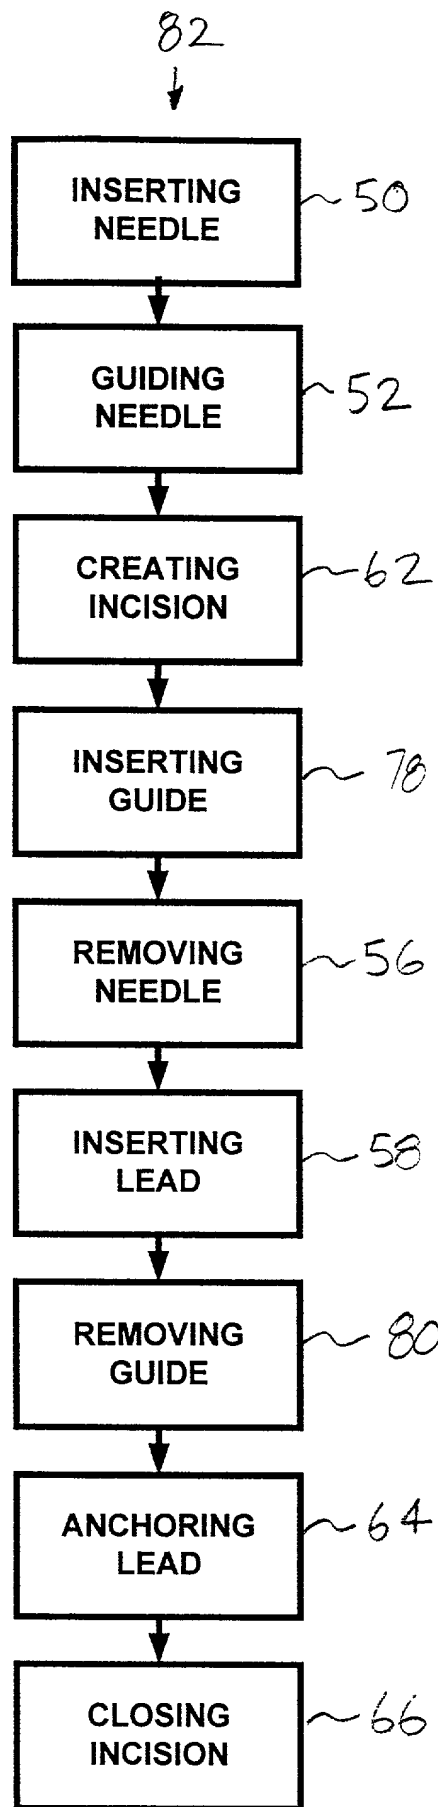 82
INSERTING
NEEDLE
50
GUIDING
NEEDLE
52
CREATING
INCISION
62
INSERTING
GUIDE
78
REMOVING
NEEDLE
56
INSERTING
LEAD
58
REMOVING
GUIDE
80
ANCHORING
LEAD
64
CLOSING
INCISION
66